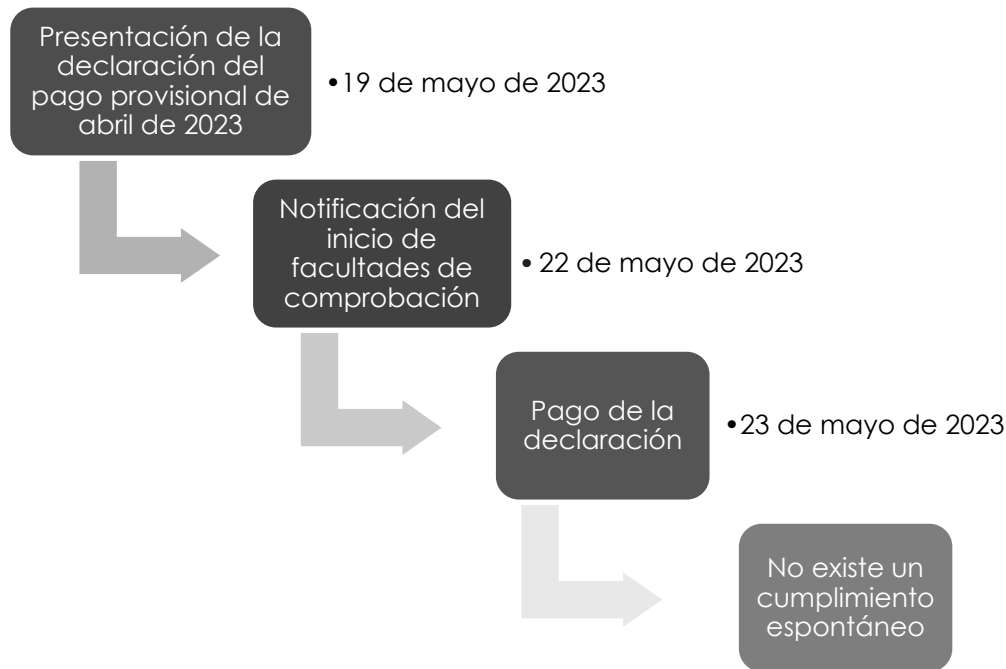 Presentación de la
declaración del
pago provisional de
abril de 2023
•19 de mayo de 2023
Notificación del
inicio de
facultades de
comprobación
• 22 de mayo de 2023
Pago de la
declaración
•23 de mayo de 2023
No existe un
cumplimiento
espontáneo